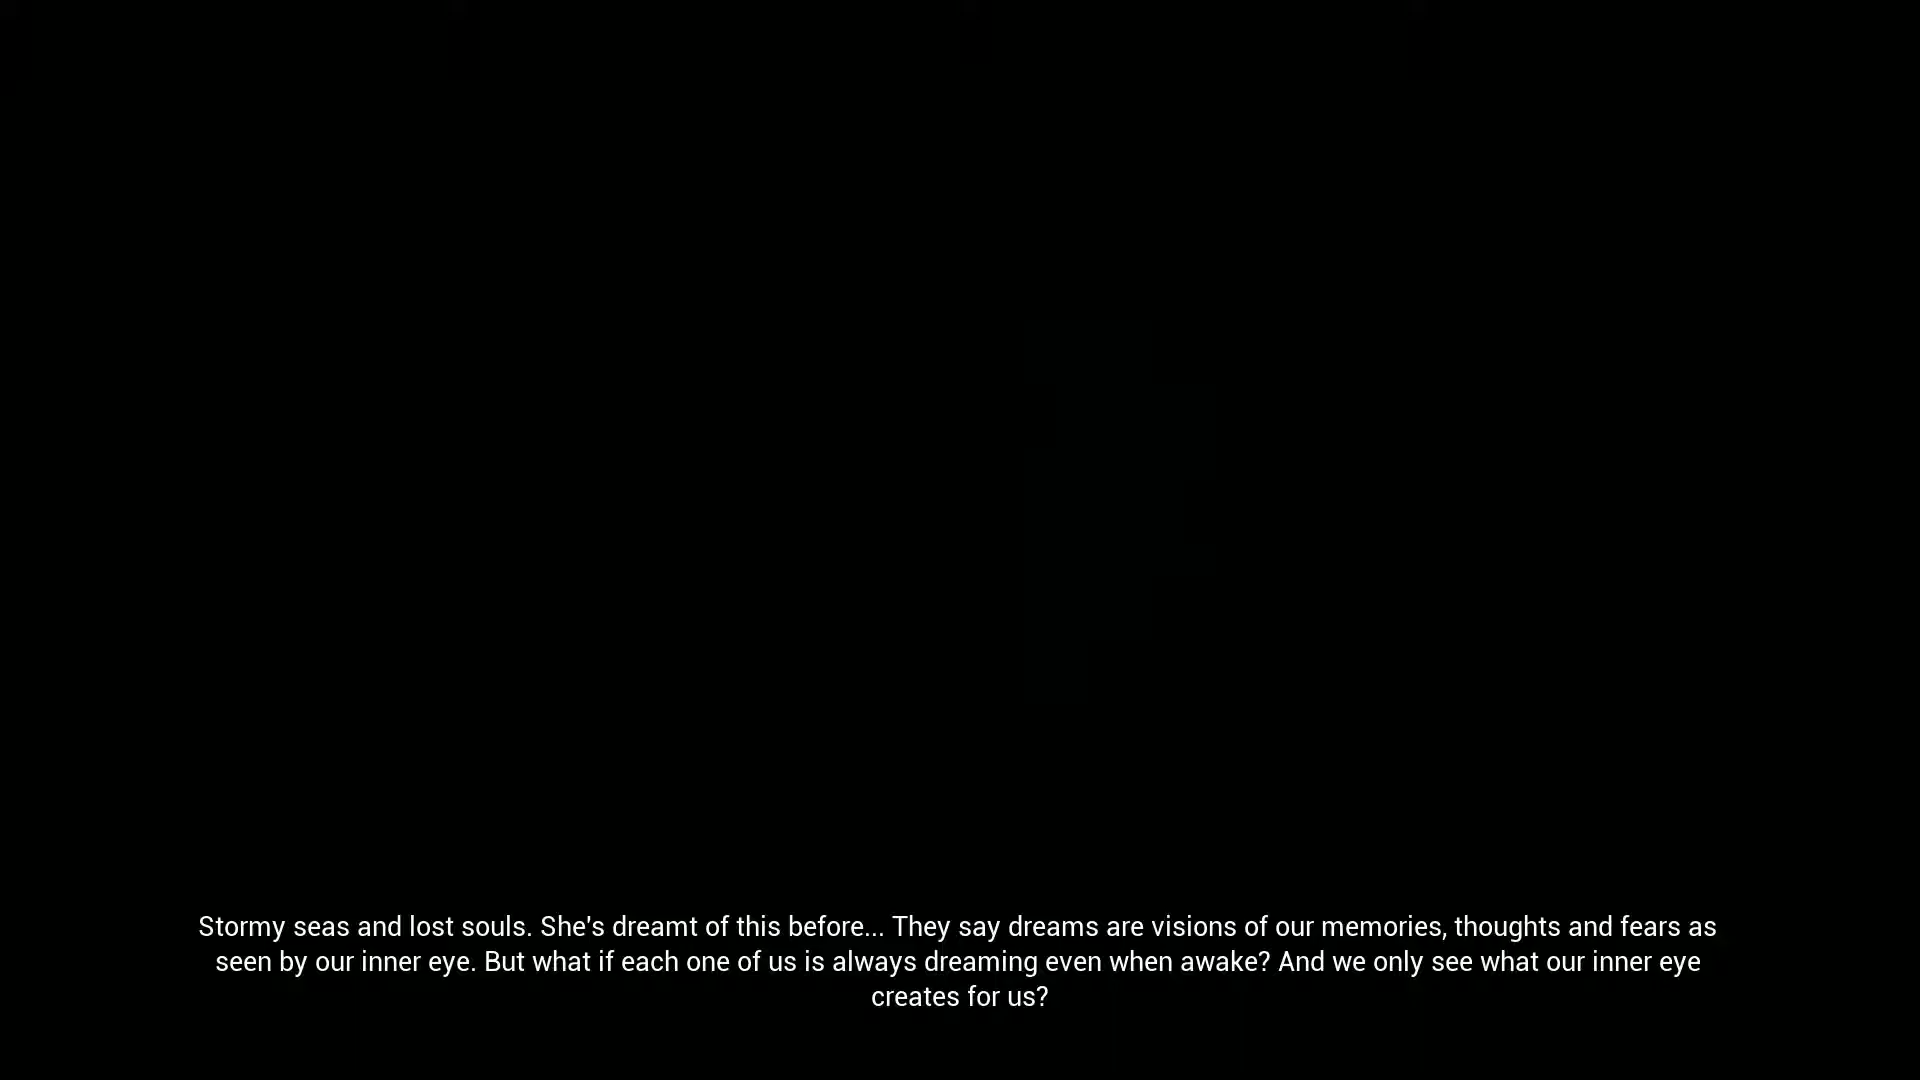 Stormy seas and lost souls. She's dreamt of this before... They say dreams are visions of our memories, thoughts and fears as
seen by our inner eye. But what if each one of us is always dreaming even when awake? And we only see what our inner eye
creates for us?